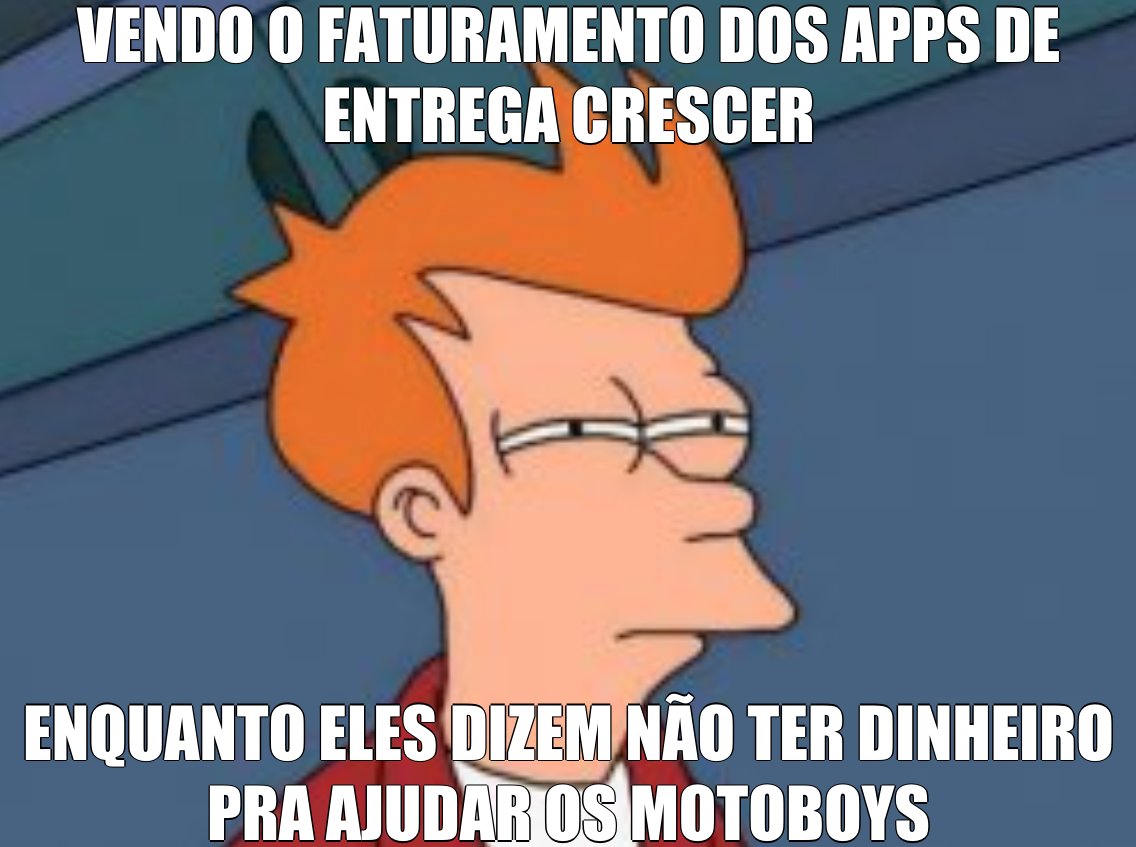 VENDO O FATURAMENTO DOS APPS DE
ENTREGA CRESCER
ENQUANTO ELES DIZEM NÃO TER DINHEIRO
PRA AJUDAR OS MOTOBOYS